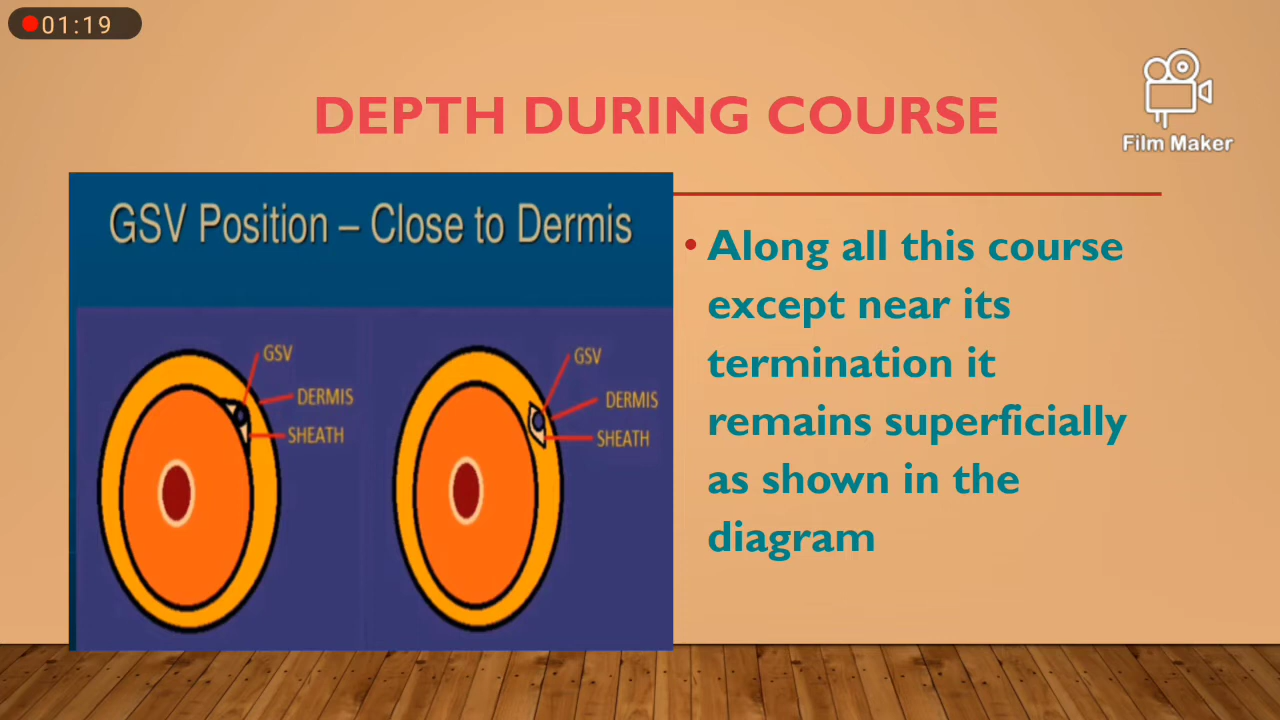 01:19
DEPTH DURING COURSE
Film Maker
GSV Position – Close to Dermis
GSV
DERMIS
SHEATH
GSV
DERMIS
SHEATH
• Along all this course
except near its
termination it
remains superficially
as shown in the
diagram